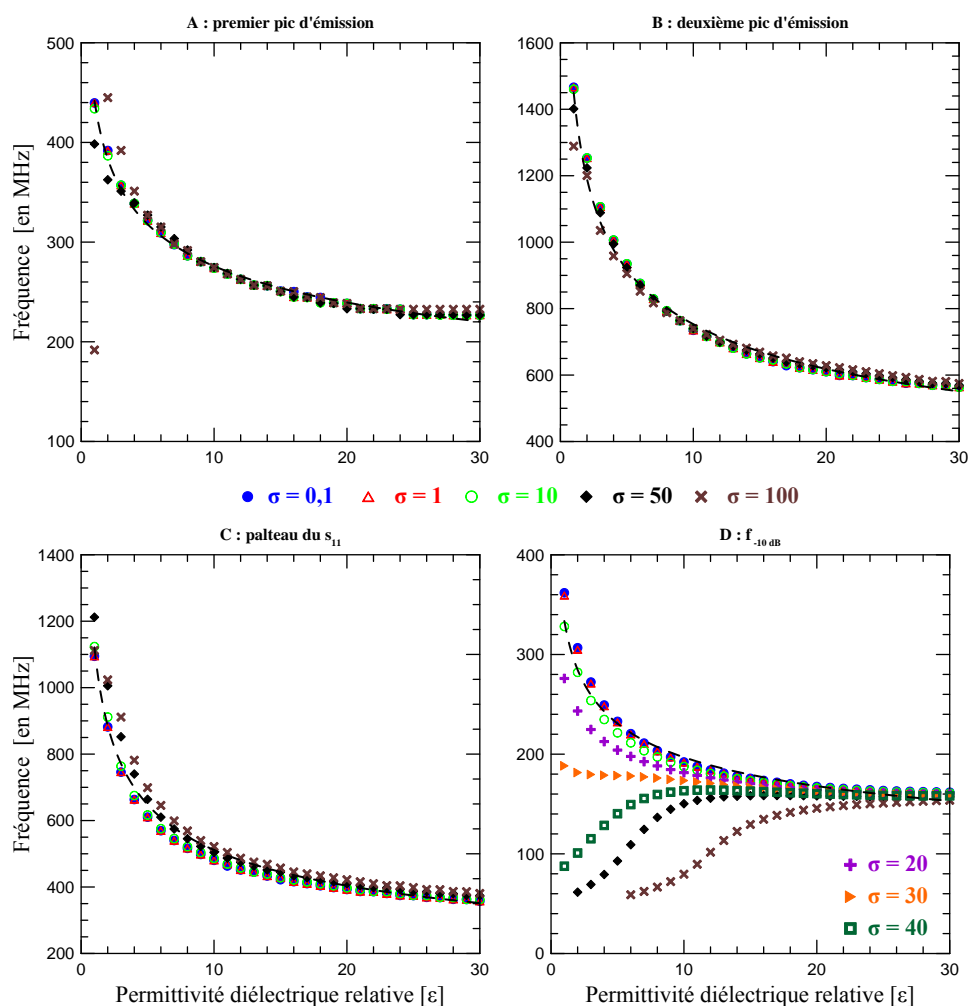 A : premier pic d'émission
B : deuxième pic d'émission
500
400
300
200
100
0
10
20
30
1600
1400
1200
1000
800
600
400
0
10
20
30
Fréquence [en MHz]
σ = 0,1
σ = 1
σ = 10
σ = 50
σ = 100
C : palteau du s11
D : f-10 dB
1400
1200
1000
800
600
400
200
0
10
20
30
400
300
200
100
0
0
10
20
30
Fréquence [en MHz]
σ = 20
σ = 30
σ = 40
Permittivité diélectrique relative [ε]
Permittivité diélectrique relative [ε]